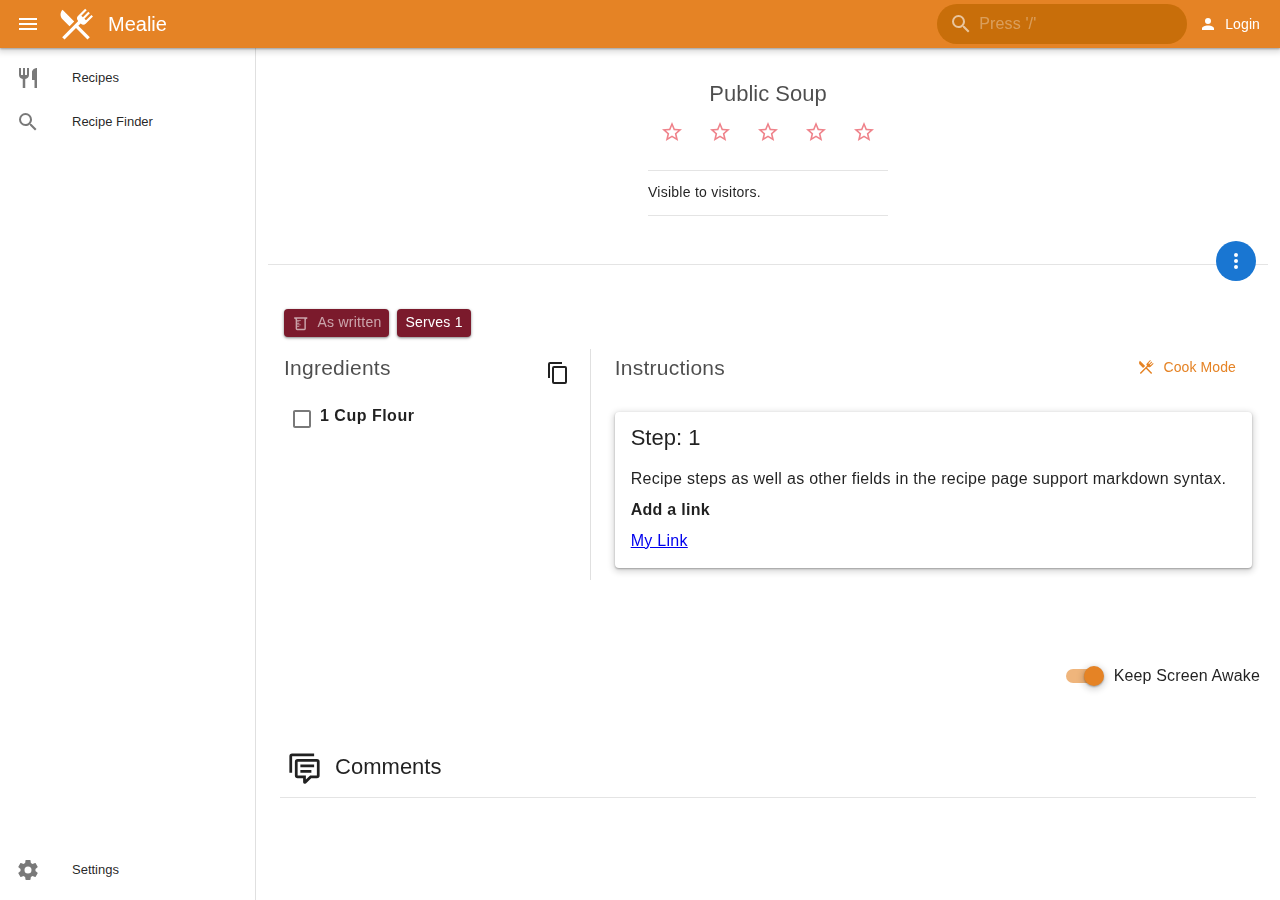 Mealie
Press '/'
Login
Recipes
Recipe Finder
Public Soup
Visible to visitors.
As written
Serves 1
Ingredients
Instructions
Cook Mode
1 Cup Flour
Step: 1
Recipe steps as well as other fields in the recipe page support markdown syntax.
Add a link
My Link
Keep Screen Awake
Comments
Settings